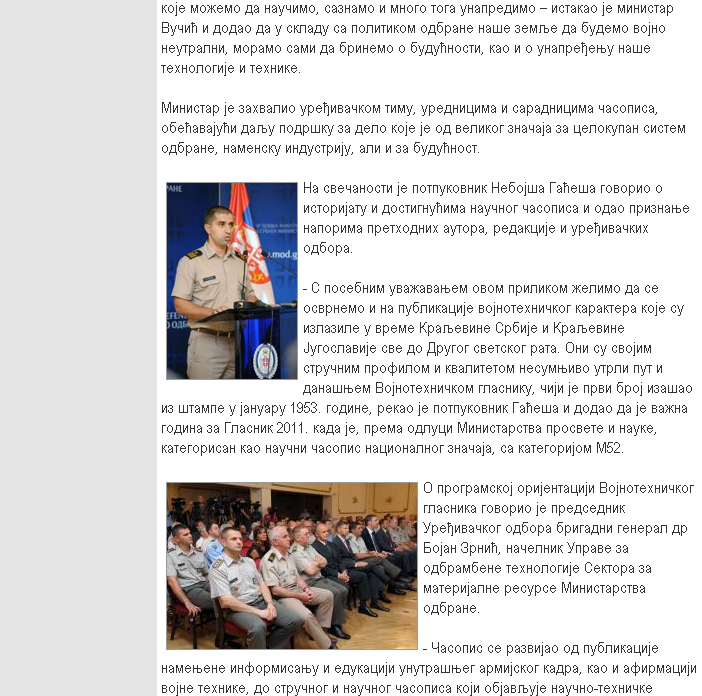 које можемо да научимо, сазнамо и много тога унапредимо – истакао је министар
Вучић и додао да у складу са политиком одбране наше земље да будемо војно
неутрални, морамо сами да бринемо о будућности, као и о унапређењу наше
технологије и технике.
Министар је захвалио уређивачком тиму, уредницима и сарадницима часописа,
обећавајући даљу подршку за дело које је од великог значаја за целокупан систем
одбране, наменску индустрију, али и за будућност.
На свечаности је потпуковник Небојша Гаћеша говорио о
историјату и достигнућима научног часописа и одао признање
напорима претходних аутора, редакције и уређивачких
одбора.
- С посебним уважавањем овом приликом желимо да се
осврнемо и на публикације војнотехничког карактера које су
излазиле у време Краљевине Србије и Краљевине
Југославије све до Другог светског рата. Они су својим
стручним профилом и квалитетом несумњиво утрли пут и
данашњем Војнотехничком гласнику, чији је први број изашао
из штампе у јануару 1953. године, рекао је потпуковник Гаћеша и додао да је важна
година за Гласник 2011. када је, према одлуци Министарства просвете и науке,
категорисан као научни часопис националног значаја, са категоријом М52.
О програмској оријентацији Војнотехничког
гласника говорио је председник
Уређивачког одбора бригадни генерал др
Бојан Зрнић, начелник Управе за
одбрамбене технологије Сектора за
материјалне ресурсе Министарства
одбране.
- Часопис се развијао од публикације
намењене информисању и едукацији унутрашњег армијског кадра, као и афирмацији
војне технике, до стручног и научног часописа који објављује научно-техничке